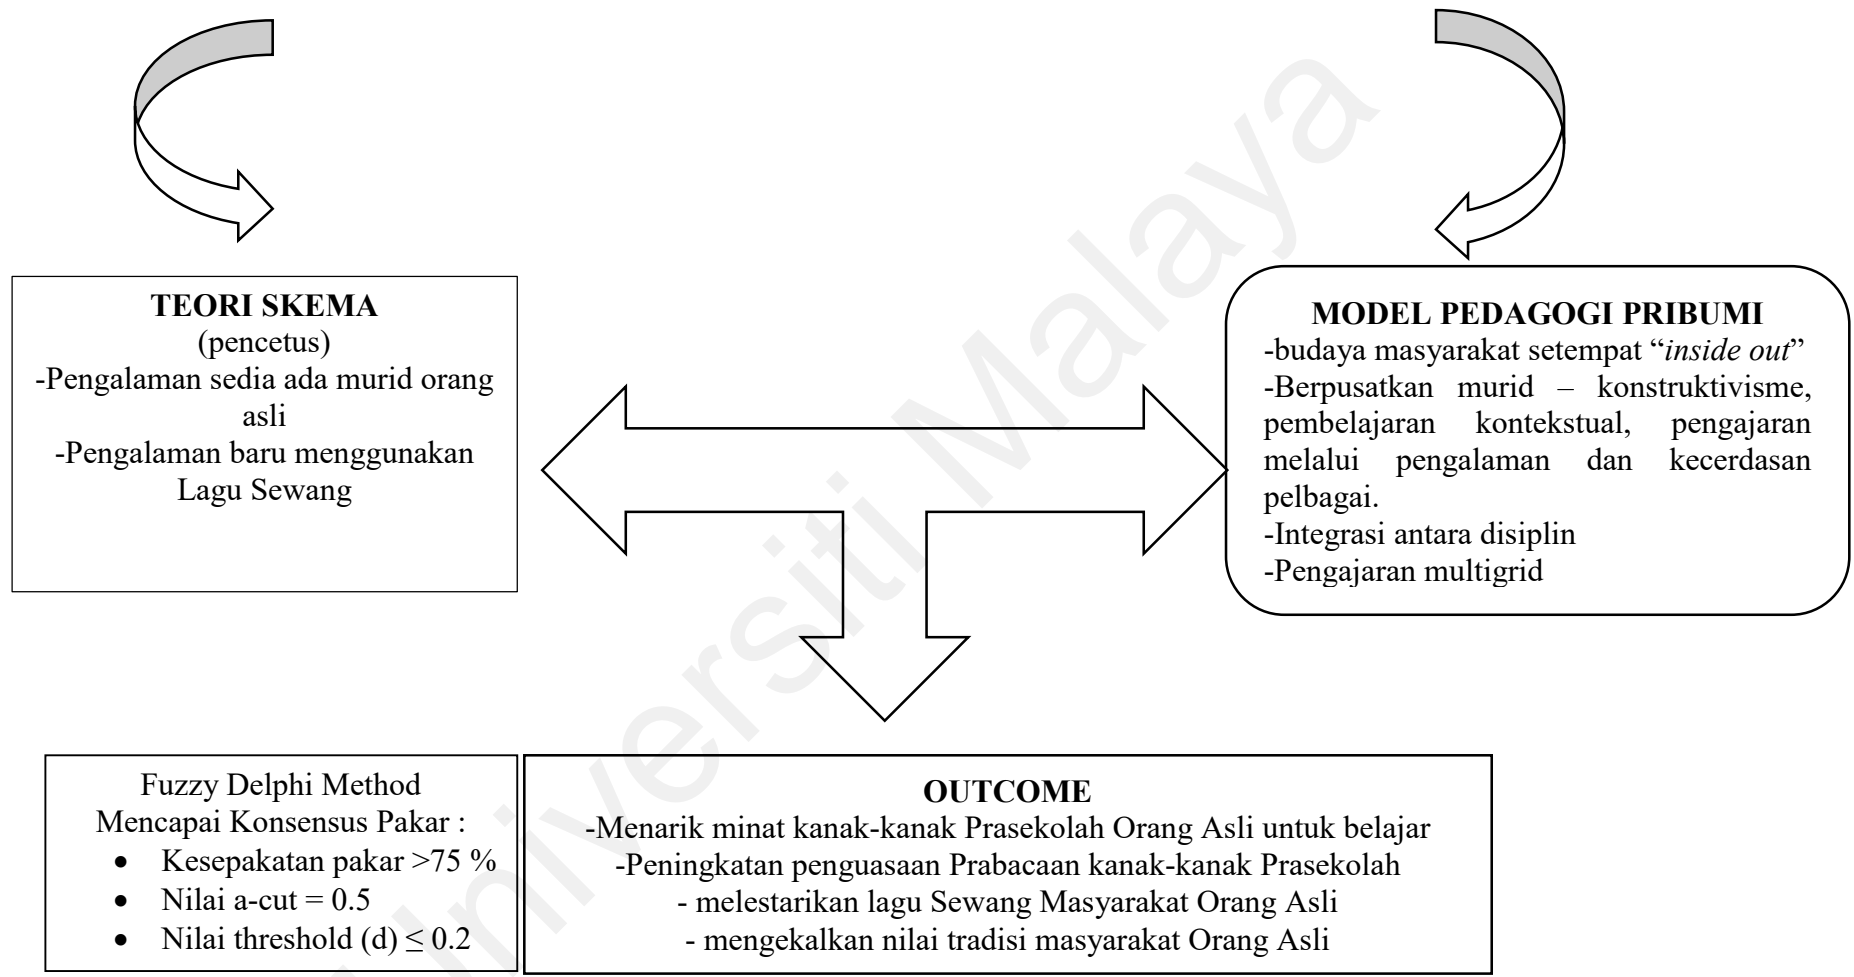 TEORI SKEMA
(pencetus)
-Pengalaman sedia ada murid orang
asli
-Pengalaman baru menggunakan
Lagu Sewang
MODEL PEDAGOGI PRIBUMI
-budaya masyarakat setempat “inside out”
-Berpusatkan murid – konstruktivisme,
pembelajaran kontekstual, pengajaran
melalui pengalaman dan kecerdasan
pelbagai.
-Integrasi antara disiplin
-Pengajaran multigrid
Fuzzy Delphi Method
Mencapai Konsensus Pakar :
• Kesepakatan pakar >75 %
• Nilai a-cut = 0.5
• Nilai threshold (d) ≤ 0.2
OUTCOME
-Menarik minat kanak-kanak Prasekolah Orang Asli untuk belajar
-Peningkatan penguasaan Prabacaan kanak-kanak Prasekolah
- melestarikan lagu Sewang Masyarakat Orang Asli
- mengekalkan nilai tradisi masyarakat Orang Asli
Universiti Malaya